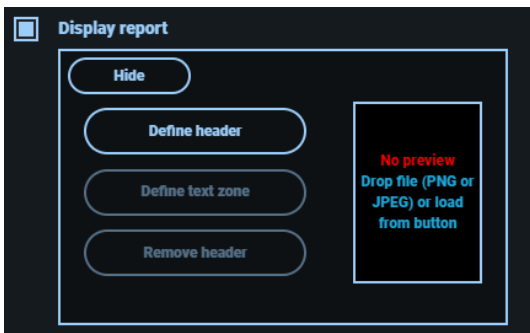 Display report
Hide
Define header
Define text zone
Remove header
No preview
Drop file (PNG or
JPEG) or load
from button